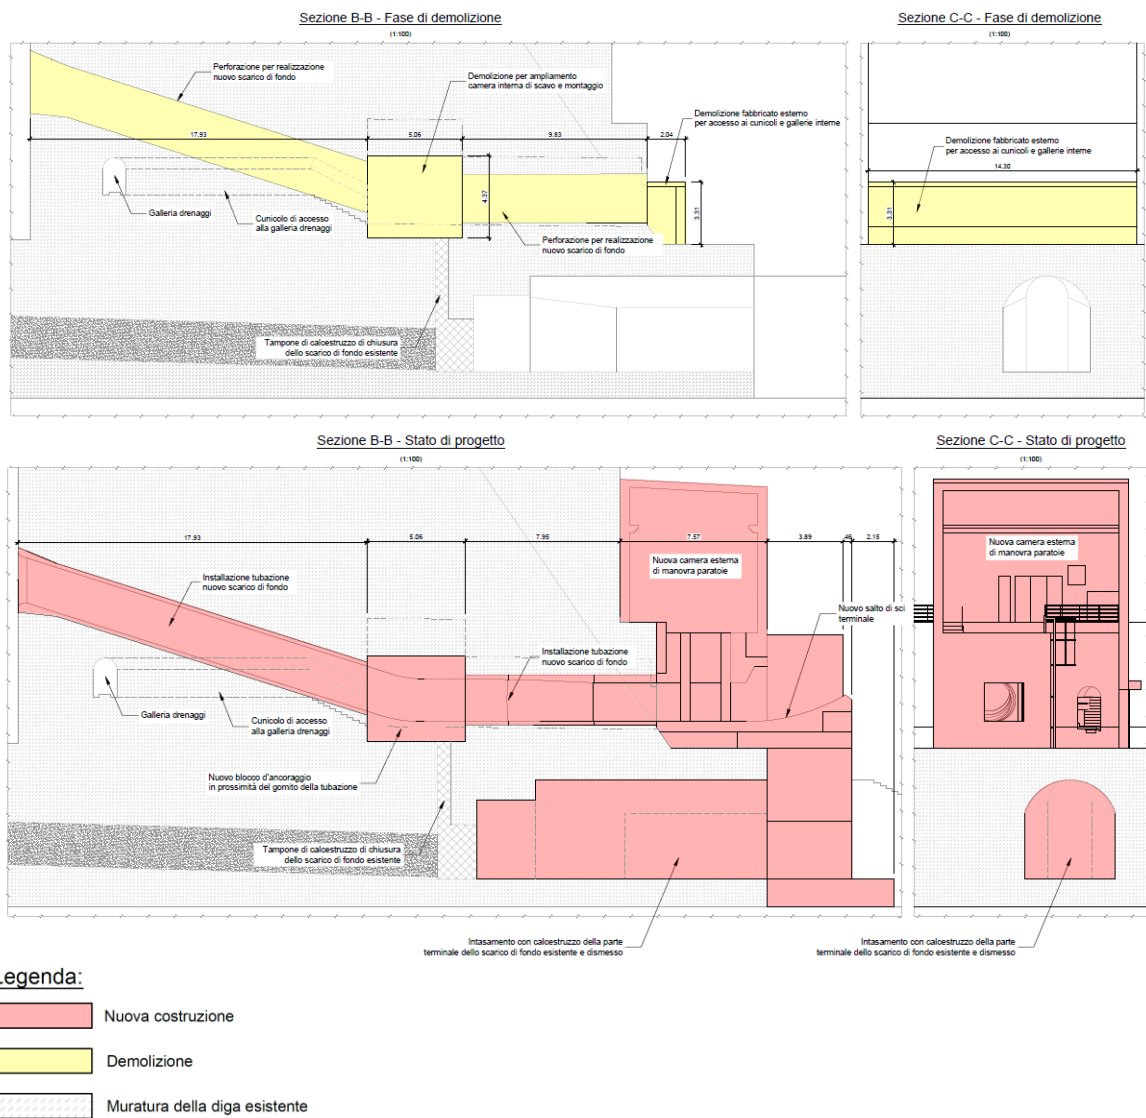 Sezione B-B - Fase di demolizione
(1:100)
Sezione C-C - Fase di demolizione
(1:100)
Perforazione per realizzazione
nuovo scarico di fondo
Demolizione per ampliamento
camera interna di scavo e montaggio
Demolizione fabbricato esterno
per accesso ai cunicoli e gallerie interne
17.93
5.06
9.83
2.04
4.37
3.31
Galleria drenaggi
Cunicolo di accesso
alla galleria drenaggi
Perforazione per realizzazione
nuovo scarico di fondo
Tampone di calcestruzzo di chiusura
dello scarico di fondo esistente
Demolizione fabbricato esterno
per accesso ai cunicoli e gallerie interne
14.30
3.31
Sezione B-B - Stato di progetto
(1:100)
Sezione C-C - Stato di progetto
(1:100)
17.93
5.06
7.95
7.57
3.89
.46
2.15
Installazione tubazione
nuovo scarico di fondo
Nuova camera esterna
di manovra paratoie
Nuovo salto di sci
terminale
Installazione tubazione
nuovo scarico di fondo
Galleria drenaggi
Cunicolo di accesso
alla galleria drenaggi
Nuovo blocco d'ancoraggio
in prossimità del gomito della tubazione
Tampone di calcestruzzo di chiusura
dello scarico di fondo esistente
Intasamento con calcestruzzo della parte
terminale dello scarico di fondo esistente e dismesso
Nuova camera esterna
di manovra paratoie
Intasamento con calcestruzzo della parte
terminale dello scarico di fondo esistente e dismesso
Legenda:
Nuova costruzione
Demolizione
Muratura della diga esistente